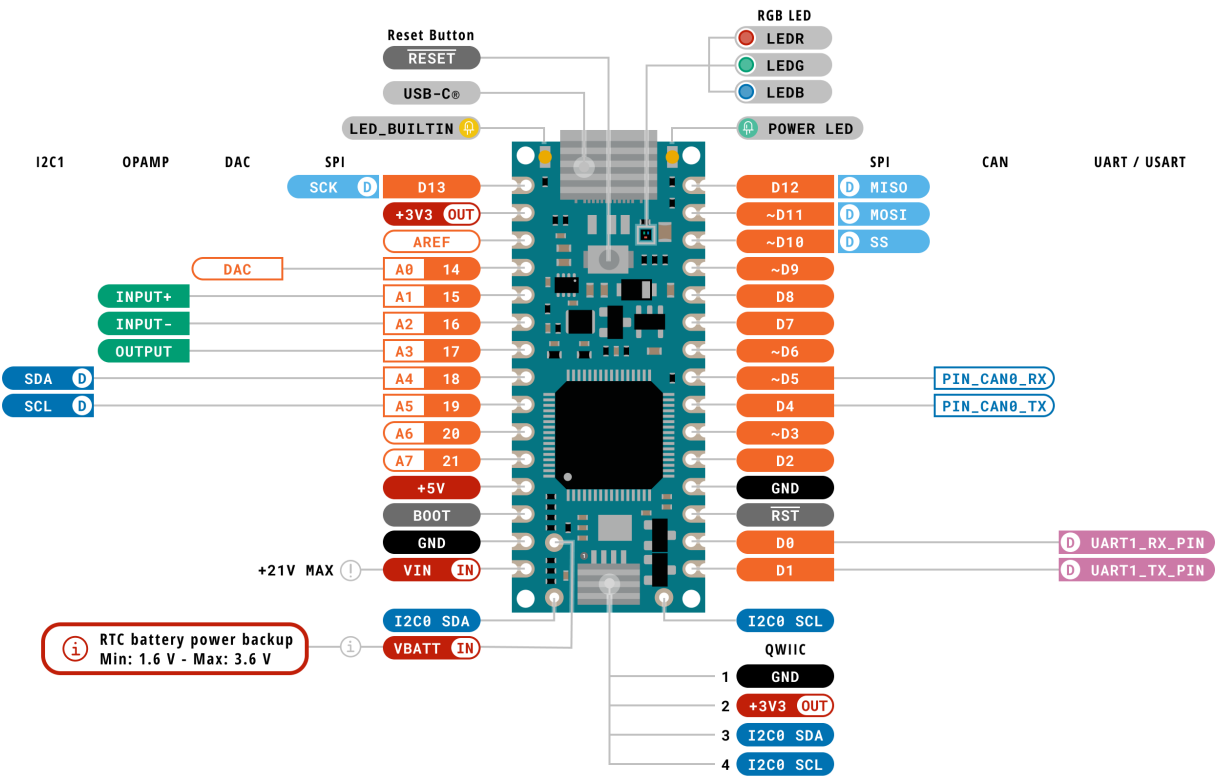 RGB LED
LEDR
LEDG
LEDB
Reset Button
RESET
USB-C®
LED_BUILTIN
POWER LED
I2C1 OPAMP DAC SPI
SPI CAN UART / USART
SCK D D13
+3V3 OUT
AREF
DAC A0 14
INPUT+ A1 15
INPUT- A2 16
OUTPUT A3 17
SDA D A4 18
SCL D A5 19
A6 20
A7 21
+5V
BOOT
GND
+21V MAX ! VIN IN
D12 D MISO
~D11 D MOSI
~D10 D SS
~D9
D8
D7
~D6
~D5 PIN_CAN0_RX
D4 PIN_CAN0_TX
~D3
D2
GND
RST
D0 D UART1_RX_PIN
D1 D UART1_TX_PIN
1
I2C0 SDA
I2C0 SCL
i RTC battery power backup
Min: 1.6 V - Max: 3.6 V
i VBATT IN
QWIIC
1 GND
2 +3V3 OUT
3 I2C0 SDA
4 I2C0 SCL